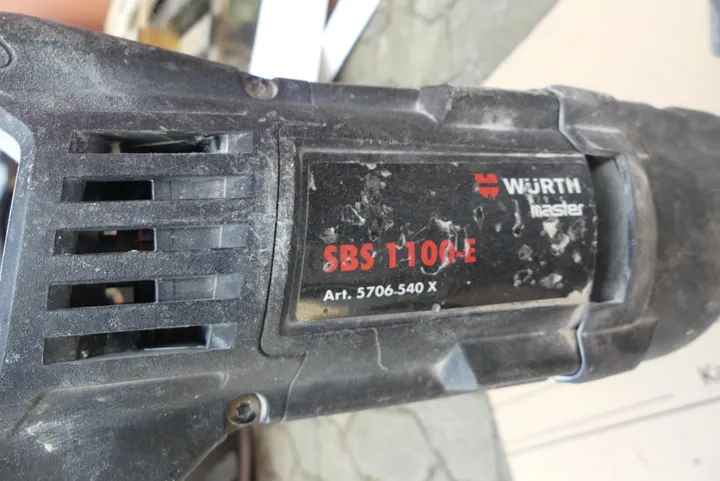 WÜRTH
master
SBS 1100-E
Art. 5706-540 X